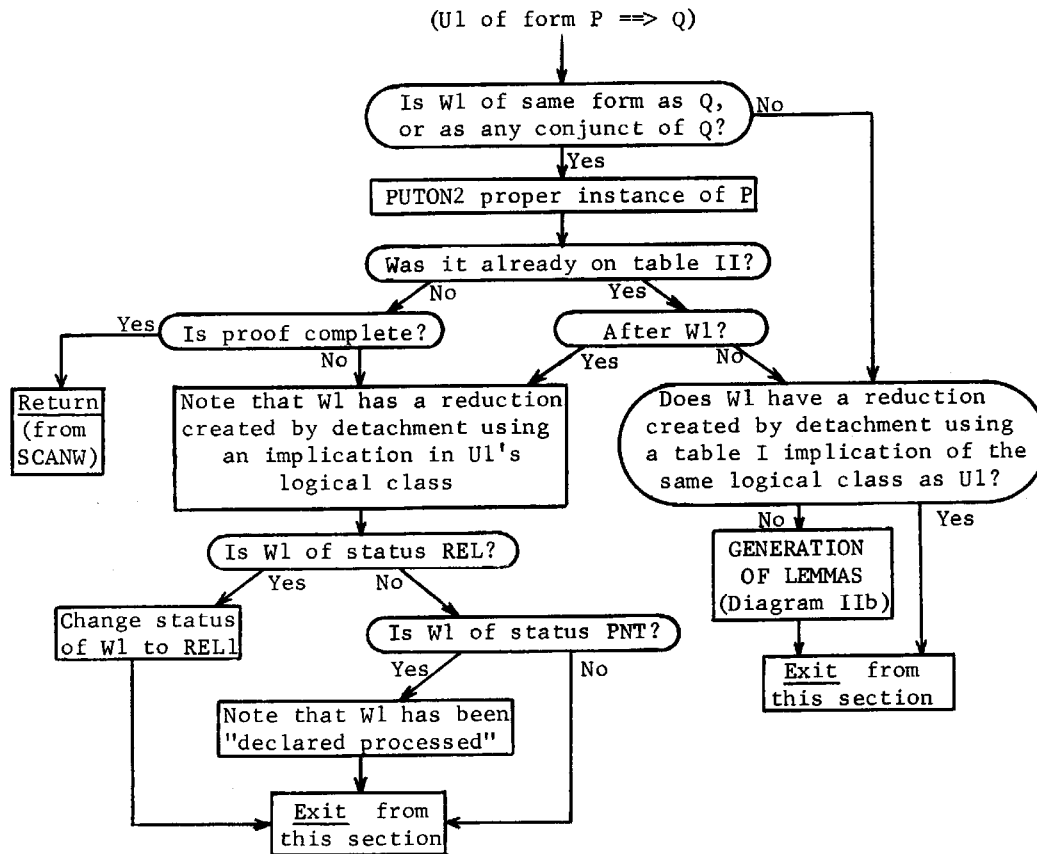 (U1 of form P ==> Q)
Is W1 of same form as Q,
or as any conjunct of Q?
No
Yes
PUTON2 proper instance of P
Was it already on table II?
No
Yes
Yes
Is proof complete?
After W1?
No
Yes
No
Return
(from
SCANW)
Note that W1 has a reduction
created by detachment using
an implication in U1's
logical class
Does W1 have a reduction
created by detachment using
a table I implication of the
same logical class as U1?
No
Yes
Is W1 of status REL?
Yes
No
GENERATION
OF LEMMAS
(Diagram IIb)
Change status
of W1 to REL1
Is W1 of status PNT?
Yes
No
Exit from
this section
Note that W1 has been
"declared processed"
Exit from
this section